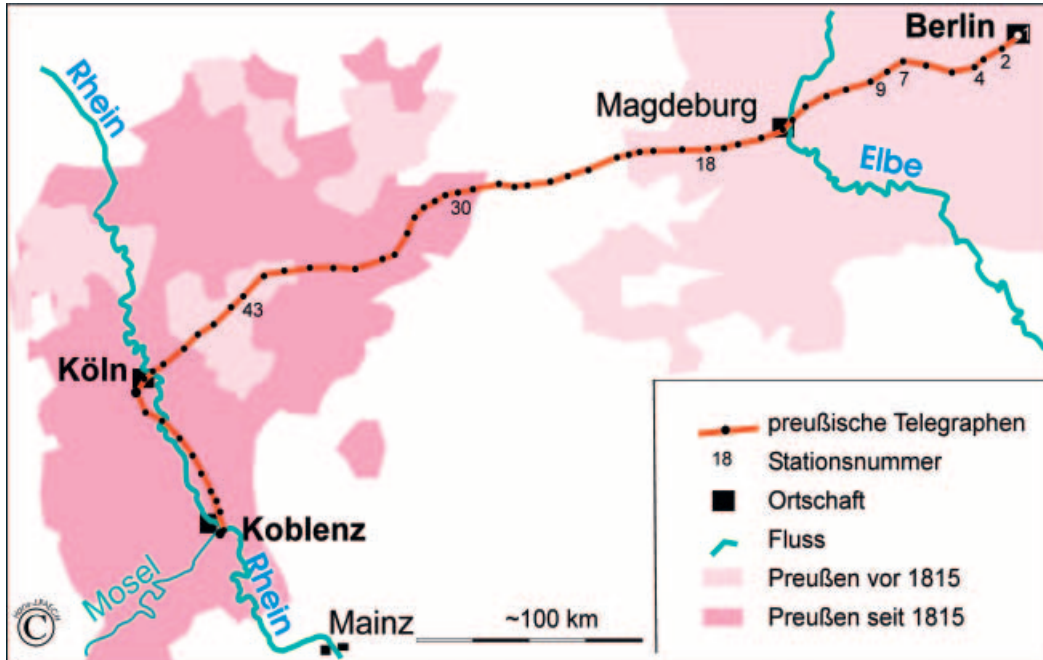 Berlin
1
2
4
7
9
Magdeburg
18
Elbe
Rhein
30
43
Köln
Koblenz
Mosel
Rhein
Mainz
~100 km
©
preußische Telegraphen
18 Stationsnummer
Ortschaft
Fluss
Preußen vor 1815
Preußen seit 1815